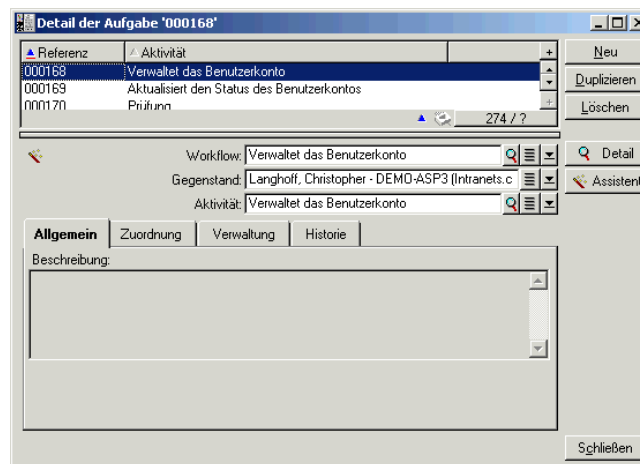 Detail der Aufgabe '000168'
Referenz Aktivität
000168 Verwaltet das Benutzerkonto
000169 Aktualisiert den Status des Benutzerkontos
000170 Prüfung
274 / ?
Neu
Duplizieren
Löschen
Detail
Assistent
Workflow: Verwaltet das Benutzerkonto
Gegenstand: Langhoff, Christopher - DEMO-ASP3 (Intranets.c
Aktivität: Verwaltet das Benutzerkonto
Allgemein Zuordnung Verwaltung Historie
Beschreibung:
Schließen